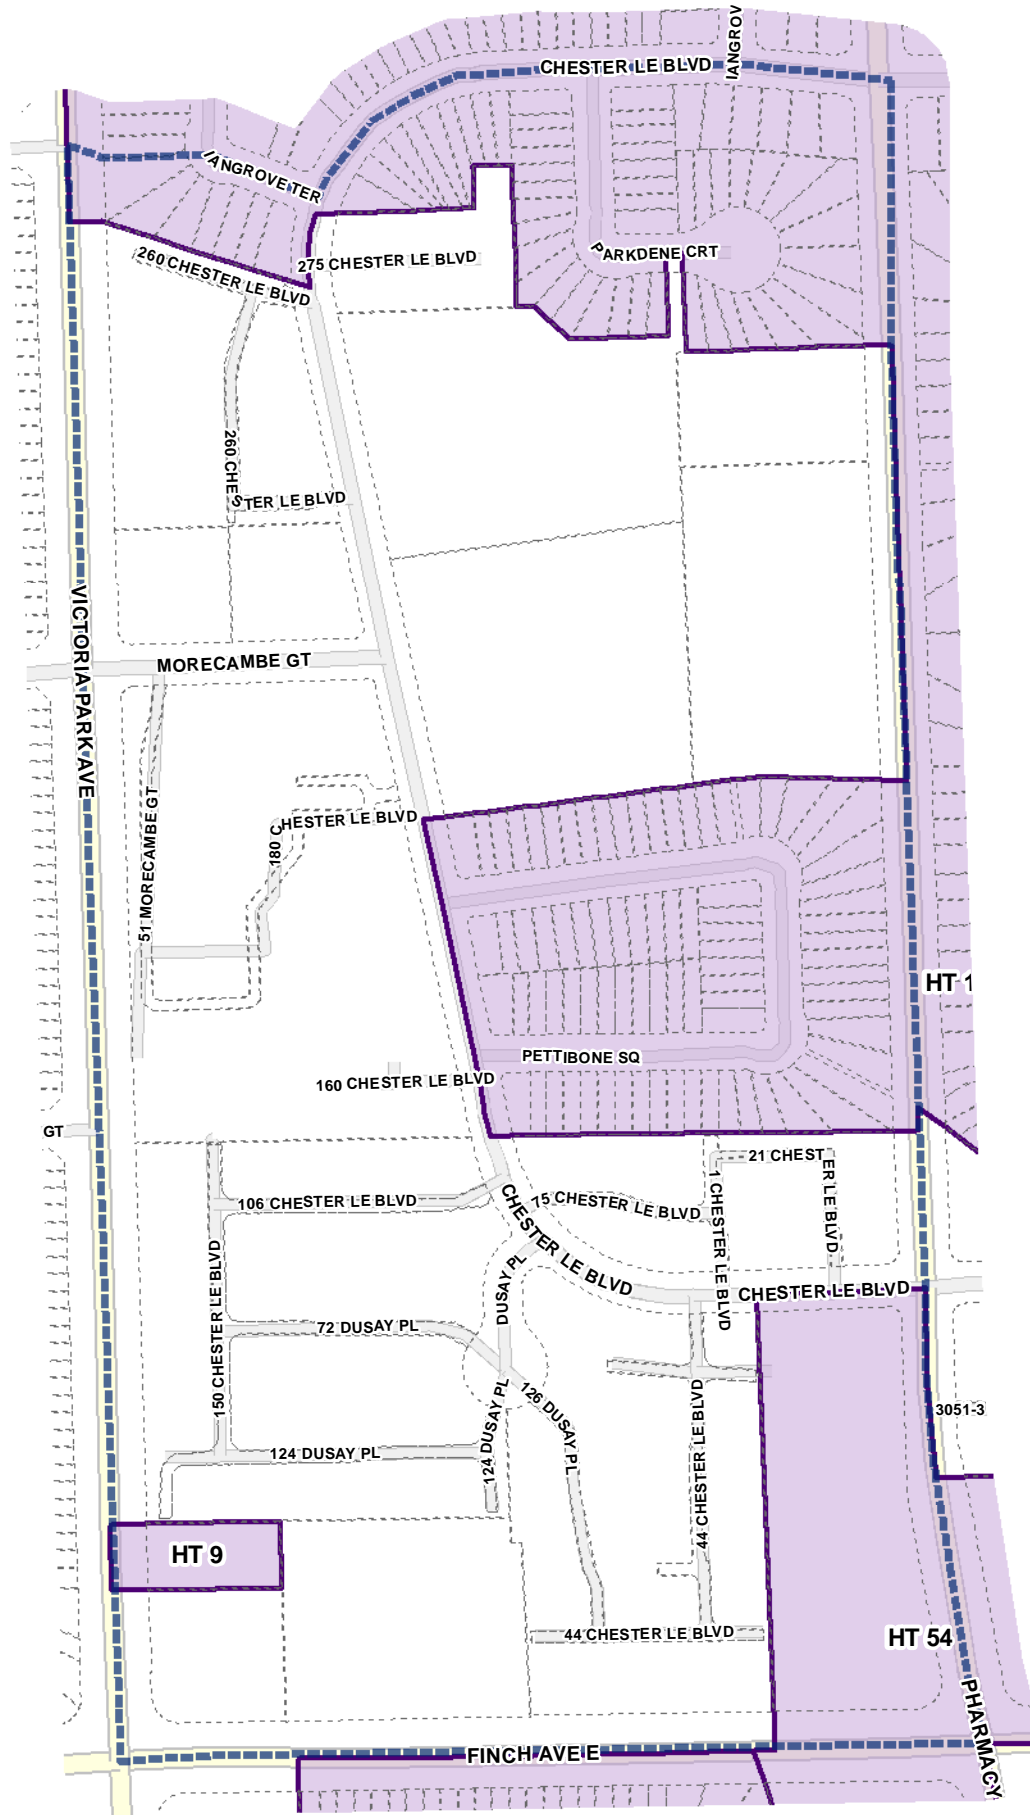 IANGROV
CHESTER LE BLVD
IANGROVE TER
260 CHESTER LE BLVD
275 CHESTER LE BLVD
PARKDENE CRT
260 CHESTER LE BLVD
VICTORIA PARK AVE
MORECAMBE GT
51 MORECAMBE GT
180 CHESTER LE BLVD
HT 1
PETTIBONE SQ
160 CHESTER LE BLVD
GT
21 CHESTER LE BLVD
106 CHESTER LE BLVD
75 CHESTER LE BLVD
1 CHESTER LE BLVD
CHESTER LE BLVD
CHESTER LE BLVD
DUSAY PL
150 CHESTER LE BLVD
72 DUSAY PL
126 DUSAY PL
124 DUSAY PL
124 DUSAY PL
44 CHESTER LE BLVD
3051-3
HT 9
44 CHESTER LE BLVD
HT 54
PHARMACY
FINCH AVE E